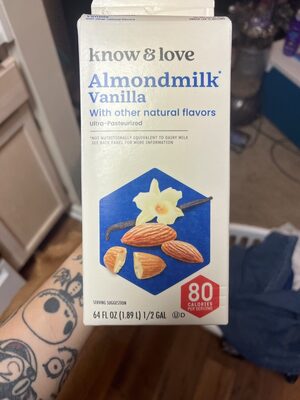 know & love
Almondmilk*
Vanilla
With other natural flavors
Ultra-Pasteurized
*NOT NUTRITIONALLY EQUIVALENT TO DAIRY MILK
SEE BACK PANEL FOR MORE INFORMATION
SERVING SUGGESTION
64 FL OZ (1.89 L) 1/2 GAL
80
CALORIES
PER SERVING